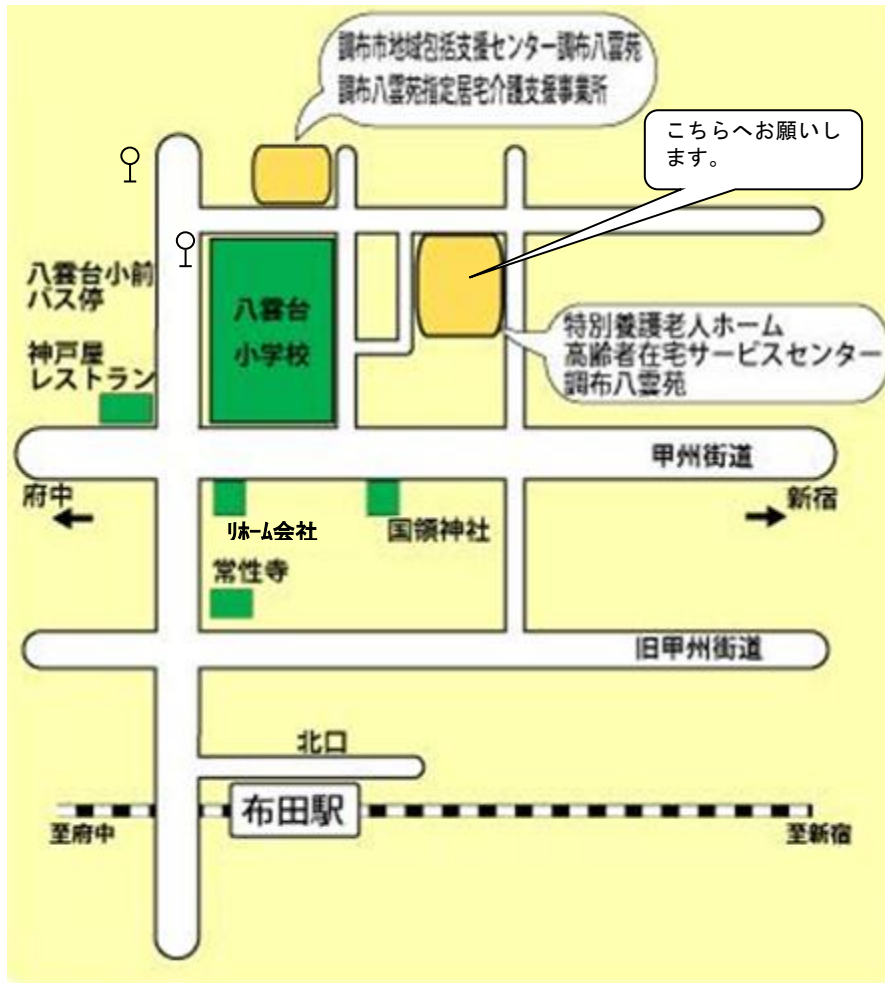 調布市地域包括支援センター調布八雲苑
調布八雲苑指定居宅介護支援事業所
こちらへお願いし
ます。
八雲台小前
バス停
八雲台
小学校
神戸屋
レストラン
特別養護老人ホーム
高齢者在宅サービスセンター
調布八雲苑
甲州街道
府中
新宿
リホーム会社
国領神社
常性寺
旧甲州街道
北口
布田駅
至府中
至新宿